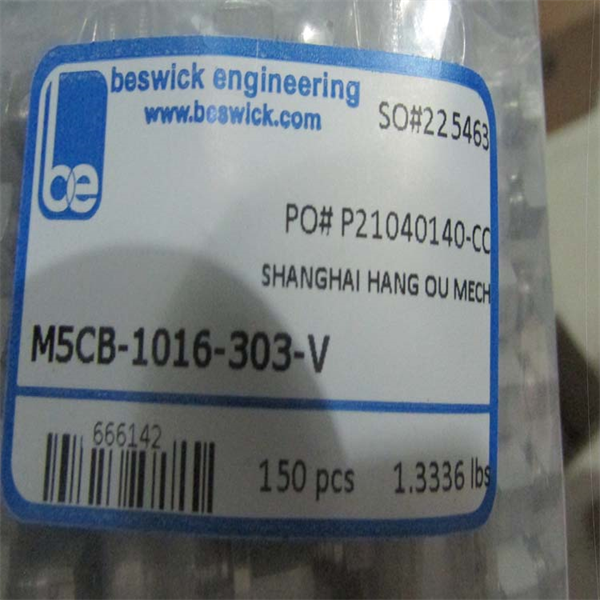 be
beswick engineering
www.beswick.com
SO#225463
PO# P21040140-CC
SHANGHAI HANG OU MECH
M5CB-1016-303-V
666142
150 pcs 1.3336 lbs